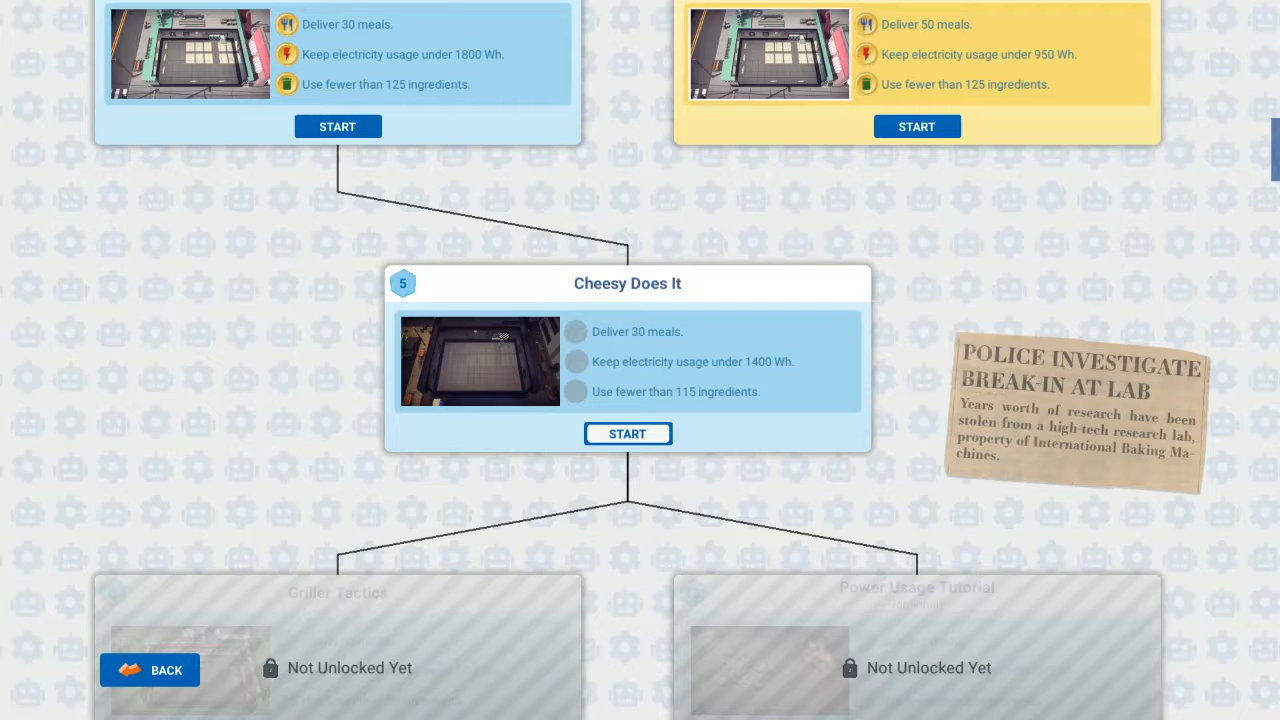 Deliver 30 meals.
Keep electricity usage under 1800 Wh.
Use fewer than 125 ingredients.
START
Deliver 50 meals.
Keep electricity usage under 950 Wh.
Use fewer than 125 ingredients.
START
5
Cheesy Does It
Deliver 30 meals.
Keep electricity usage under 1400 Wh.
Use fewer than 115 ingredients.
START
POLICE INVESTIGATE
BREAK-IN AT LAB
Years worth of research have been
stolen from a high-tech research lab,
property of International Baking Ma-
chines.
Griller Tactics
Not Unlocked Yet
Power Usage Tutorial
Not Unlocked Yet
BACK